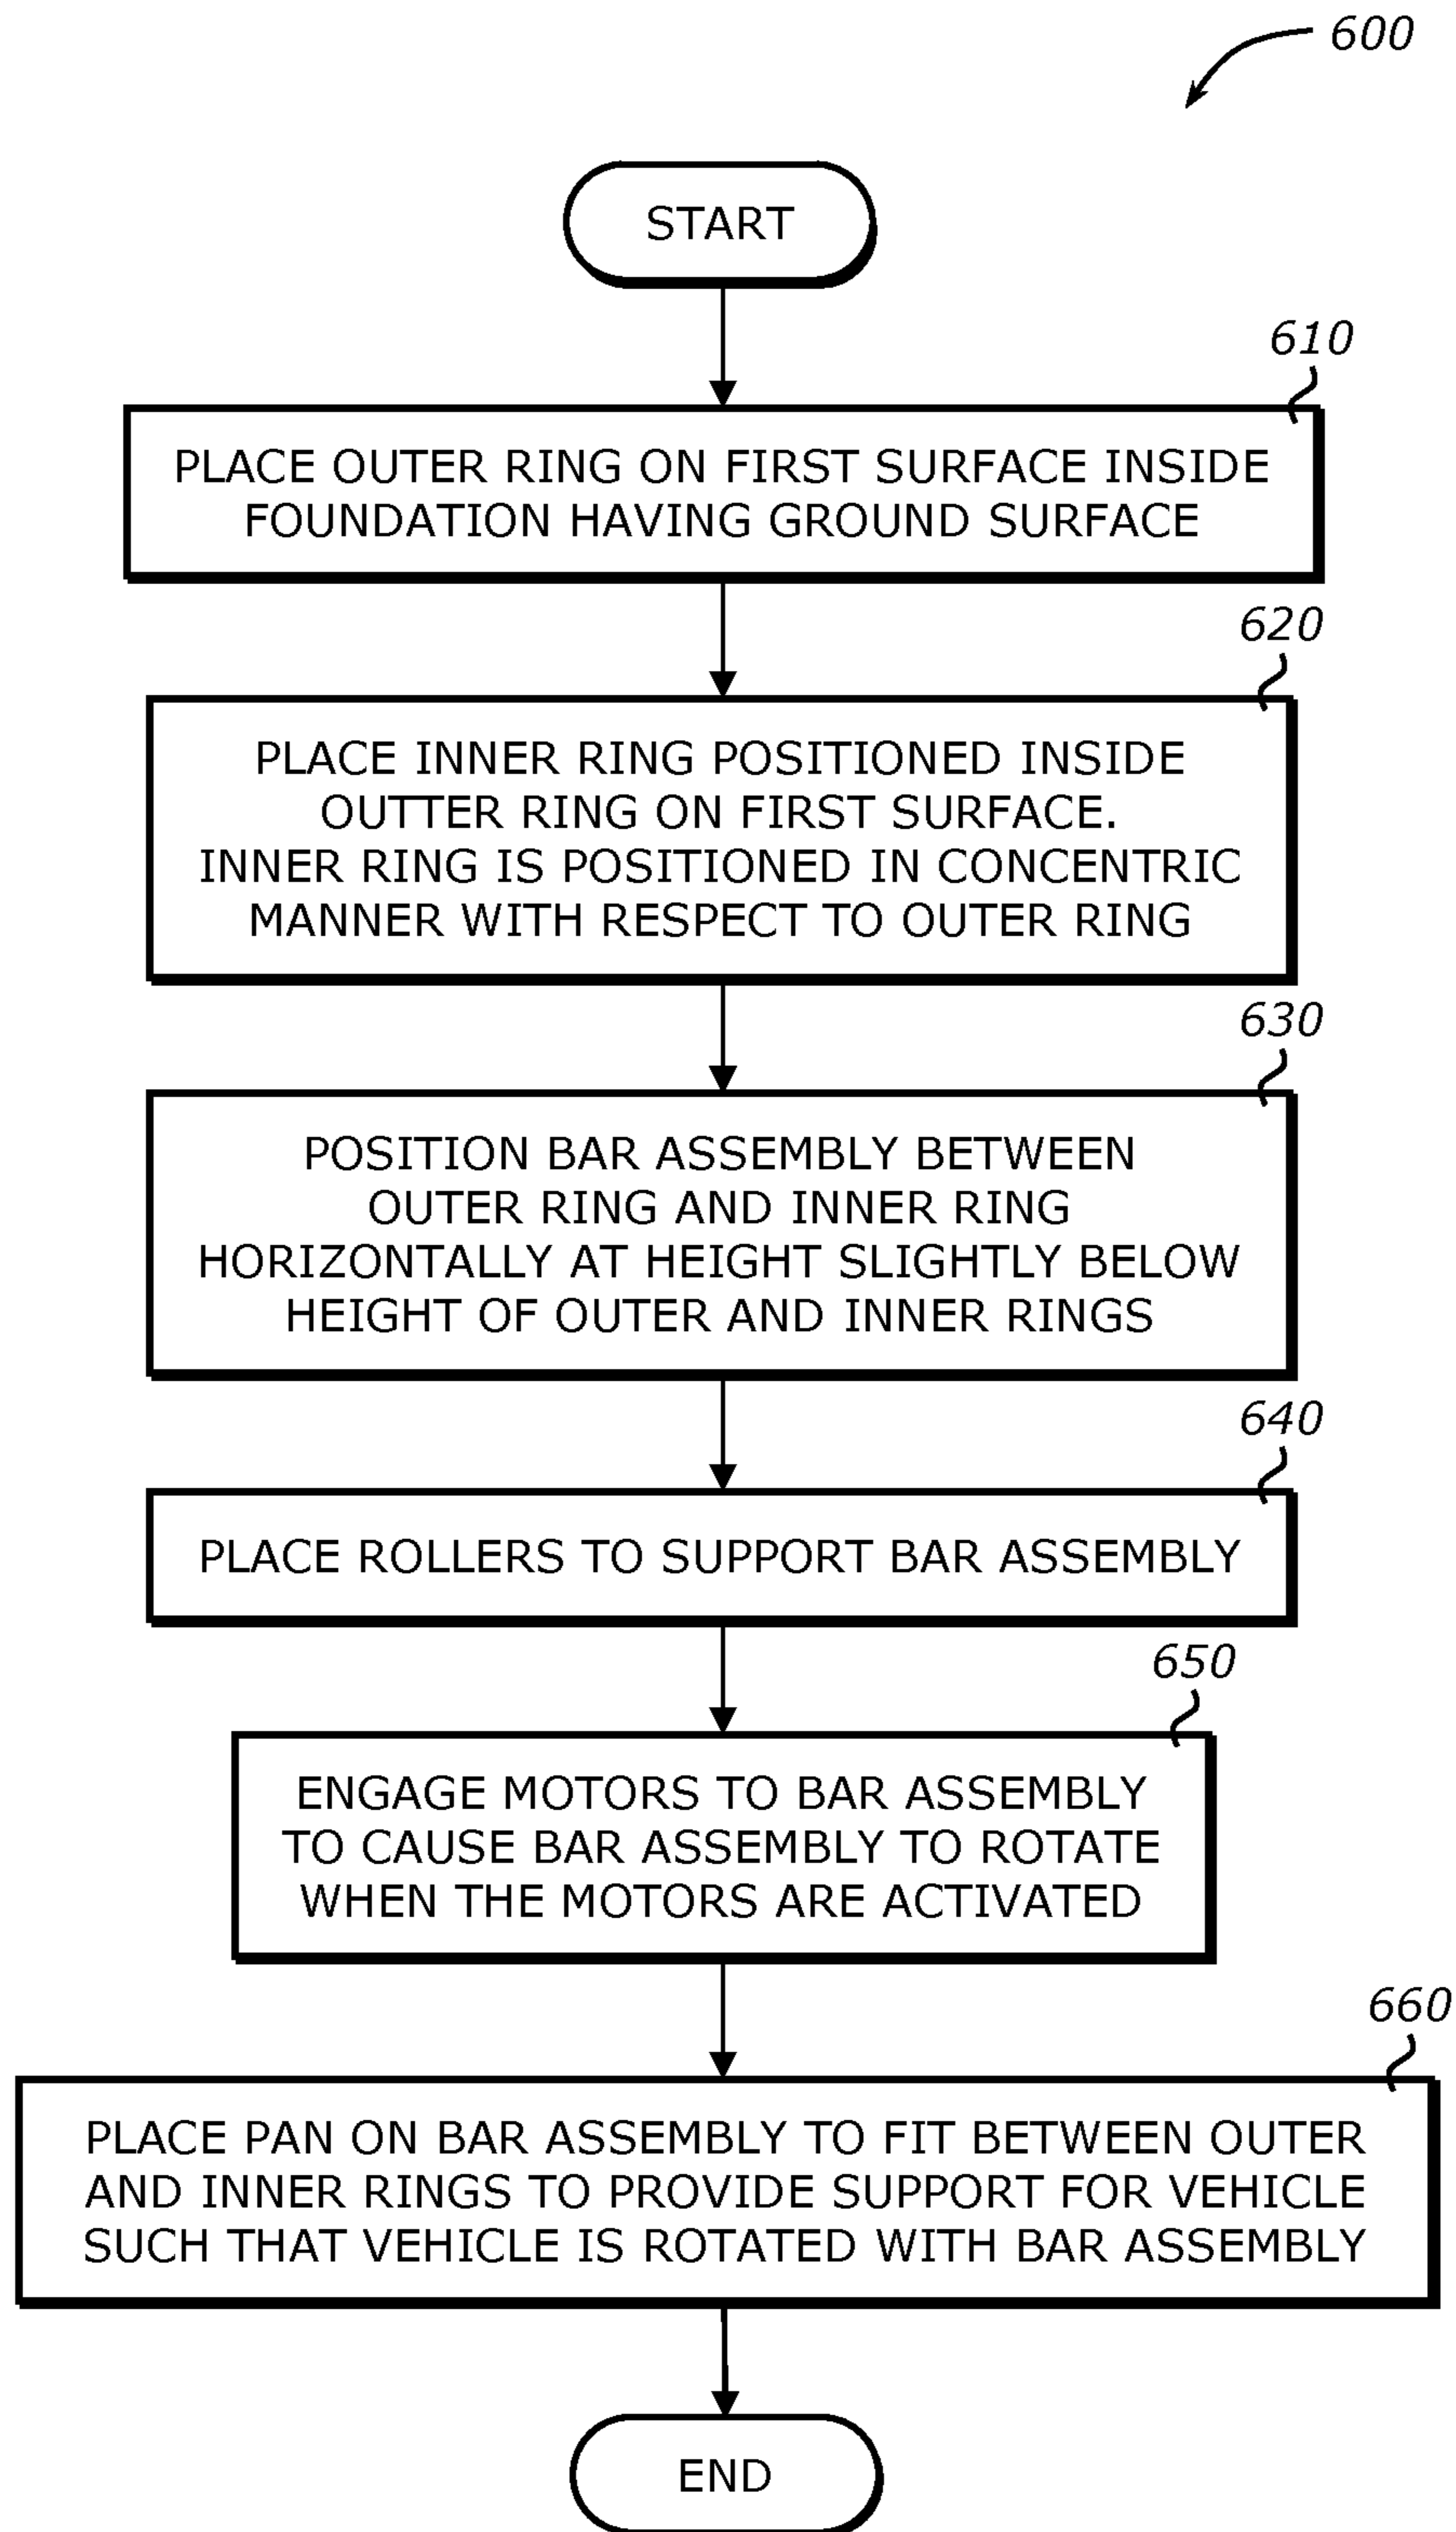 600
START
610
PLACE OUTER RING ON FIRST SURFACE INSIDE
FOUNDATION HAVING GROUND SURFACE
620
PLACE INNER RING POSITIONED INSIDE
OUTTER RING ON FIRST SURFACE.
INNER RING IS POSITIONED IN CONCENTRIC
MANNER WITH RESPECT TO OUTER RING
630
POSITION BAR ASSEMBLY BETWEEN
OUTER RING AND INNER RING
HORIZONTALLY AT HEIGHT SLIGHTLY BELOW
HEIGHT OF OUTER AND INNER RINGS
640
PLACE ROLLERS TO SUPPORT BAR ASSEMBLY
650
ENGAGE MOTORS TO BAR ASSEMBLY
TO CAUSE BAR ASSEMBLY TO ROTATE
WHEN THE MOTORS ARE ACTIVATED
660
PLACE PAN ON BAR ASSEMBLY TO FIT BETWEEN OUTER
AND INNER RINGS TO PROVIDE SUPPORT FOR VEHICLE
SUCH THAT VEHICLE IS ROTATED WITH BAR ASSEMBLY
END